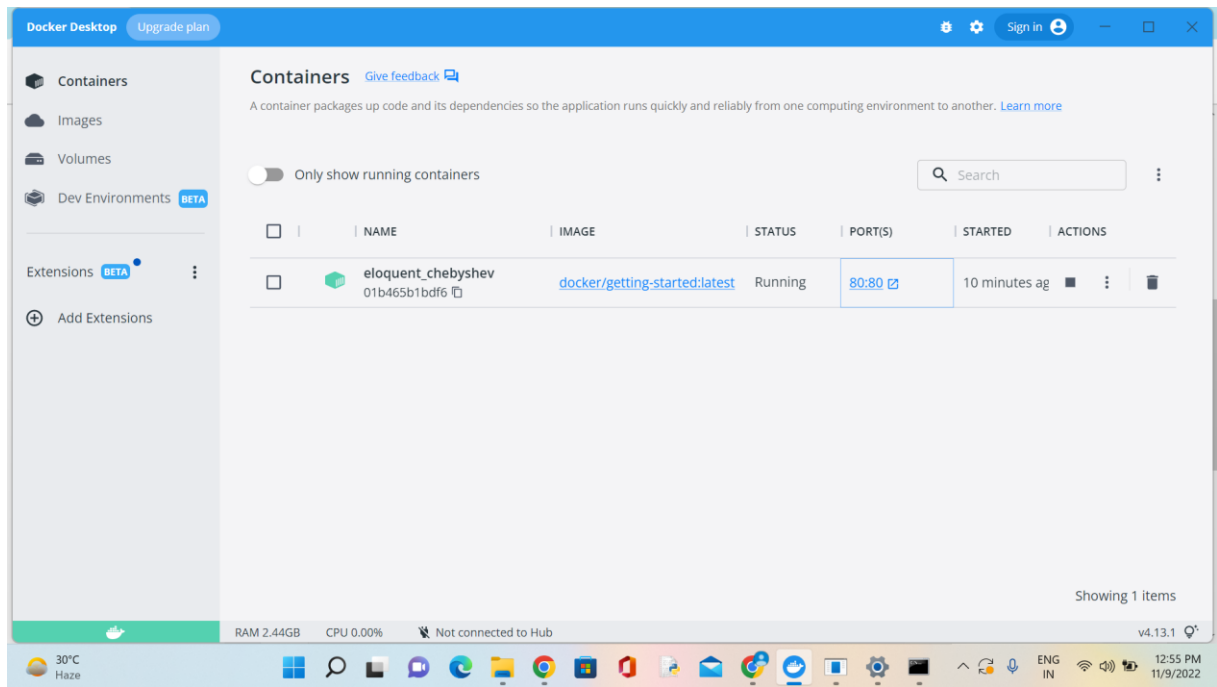 Docker Desktop Upgrade plan Sign in
Containers
Images
Volumes
Dev Environments BETA
Extensions BETA
Add Extensions
Containers Give feedback
A container packages up code and its dependencies so the application runs quickly and reliably from one computing environment to another. Learn more
Only show running containers Search
NAME IMAGE STATUS PORT(S) STARTED ACTIONS
eloquent_chebyshev docker/getting-started:latest Running 80:80 10 minutes ag
01b465b1bdf6
Showing 1 items
RAM 2.44GB CPU 0.00% Not connected to Hub v4.13.1
30°C ENG 12:55 PM
Haze IN 11/9/2022